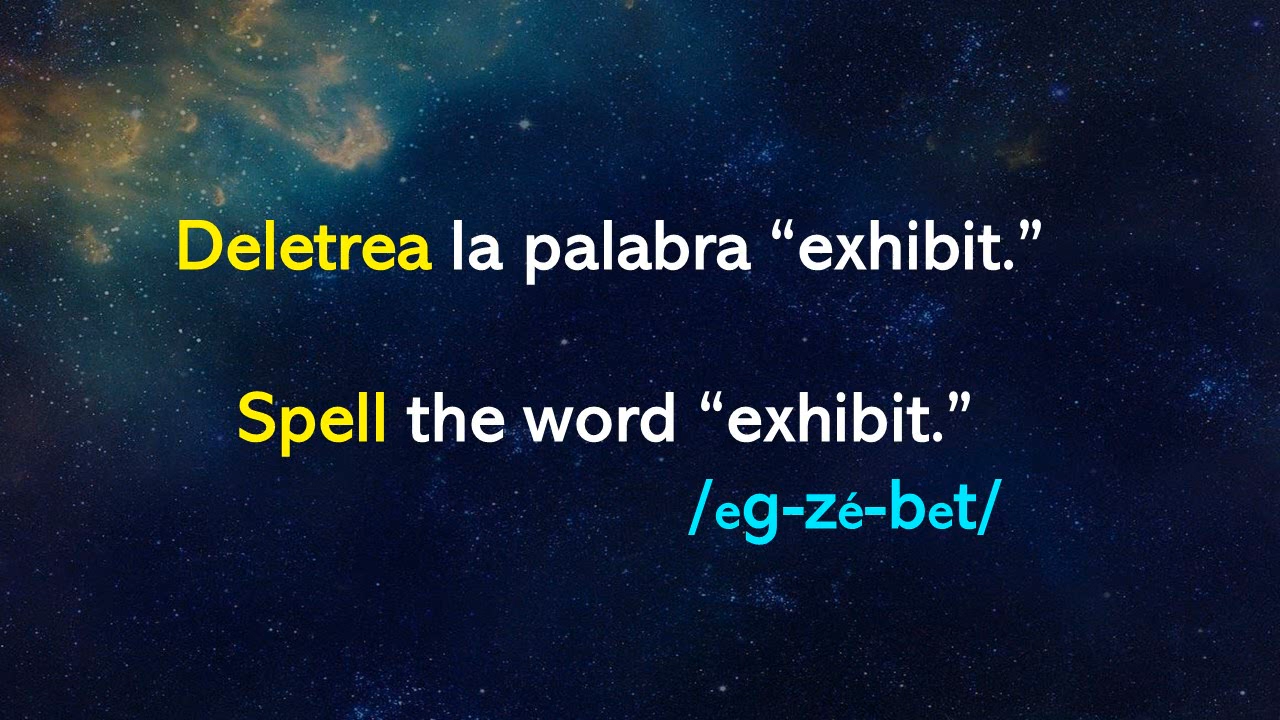 Deletrea la palabra “exhibit.”
Spell the word “exhibit.”
/eg-zé-bet/